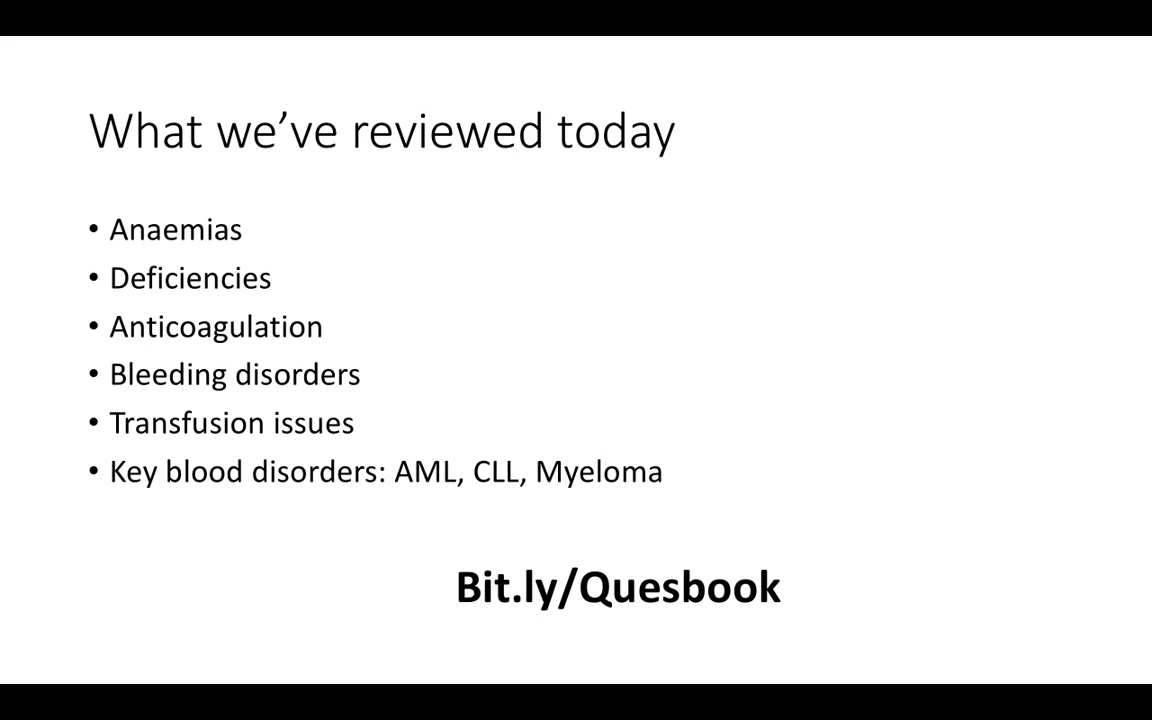 What we’ve reviewed today
• Anaemias
• Deficiencies
• Anticoagulation
• Bleeding disorders
• Transfusion issues
• Key blood disorders: AML, CLL, Myeloma
Bit.ly/Quesbook